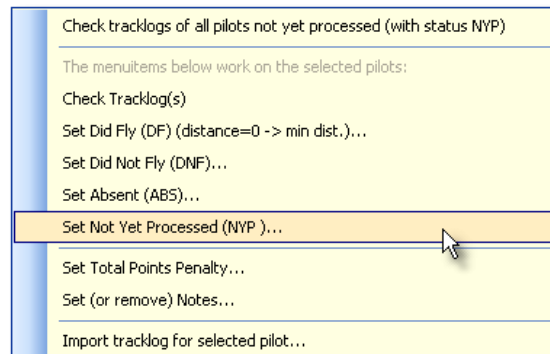 Check tracklogs of all pilots not yet processed (with status NYP)
The menuitems below work on the selected pilots:
Check Tracklog(s)
Set Did Fly (DF) (distance=0 -> min dist.)...
Set Did Not Fly (DNF)...
Set Absent (ABS)...
Set Not Yet Processed (NYP )...
Set Total Points Penalty...
Set (or remove) Notes...
Import tracklog for selected pilot...